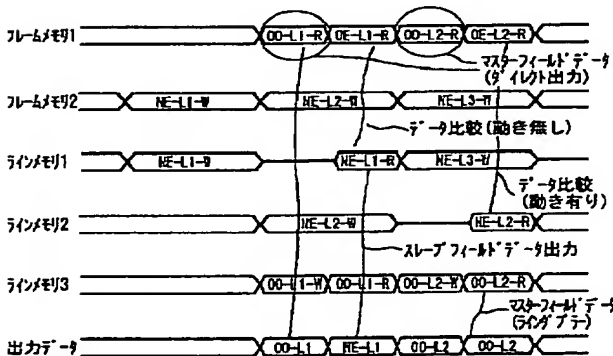 フレームメモリ1 OO-L1-R OE-L1-R OO-L2-R OE-L2-R
マスターフィールドデータ
(ダイレクト出力)
フレームメモリ2 NE-L1-W NE-L2-W NE-L3-W
データ比較(動き無し)
ラインメモリ1 NE-L1-W NE-L1-R NE-L3-W
データ比較
(動き有り)
ラインメモリ2 NE-L2-W NE-L2-R
スレーブフィールドデータ出力
ラインメモリ3 OO-L1-W OO-L1-R OO-L2-W OO-L2-R
マスターフィールドデータ
(ラインダブラー)
出力データ OO-L1 NE-L1 OO-L2 OO-L2